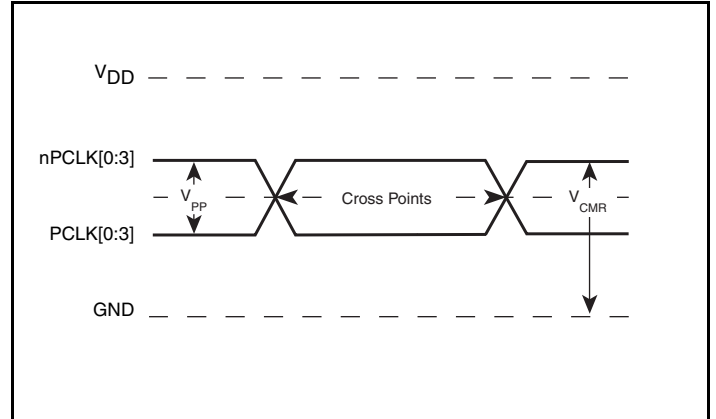 VDD
nPCLK[0:3]
VPP
Cross Points
VCMR
PCLK[0:3]
GND